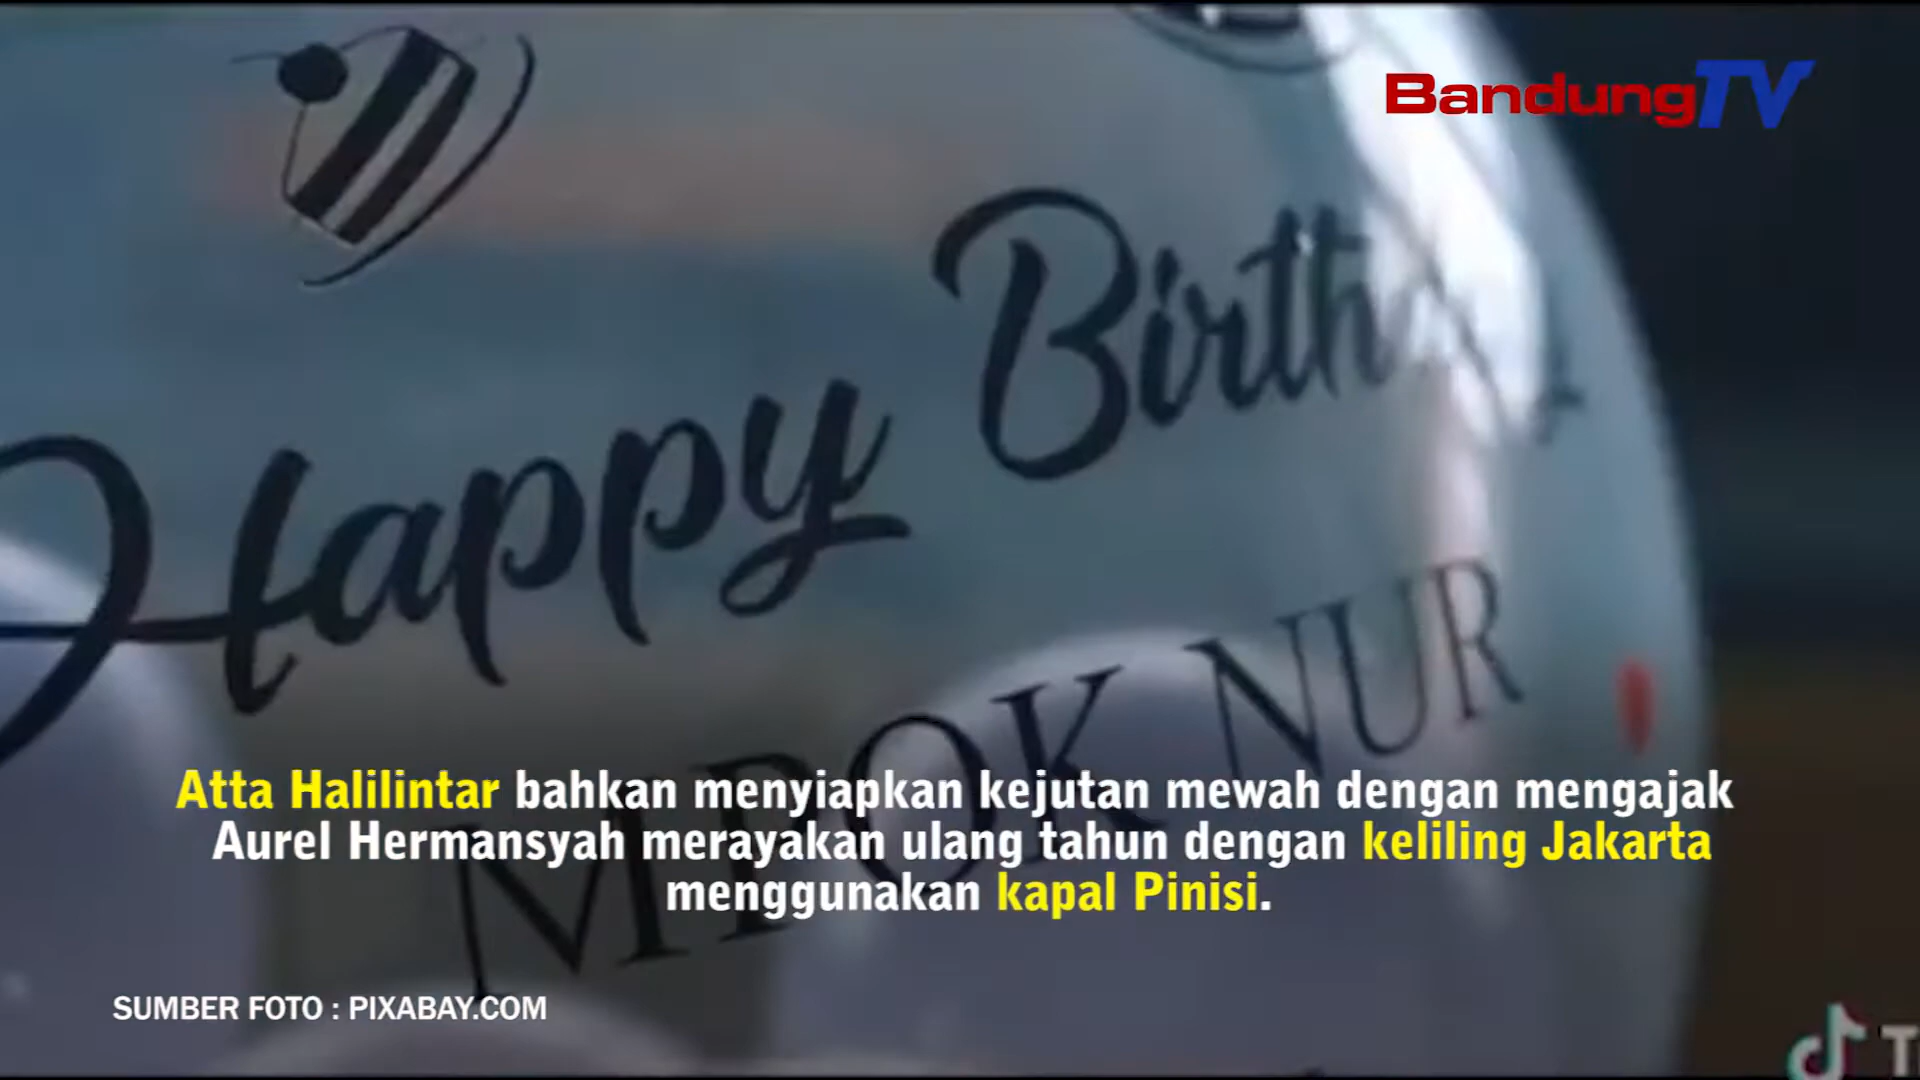 BandungTV
Happy Birth
MPOK NUR
Atta Halilintar bahkan menyiapkan kejutan mewah dengan mengajak
Aurel Hermansyah merayakan ulang tahun dengan keliling Jakarta
menggunakan kapal Pinisi.
SUMBER FOTO : PIXABAY.COM